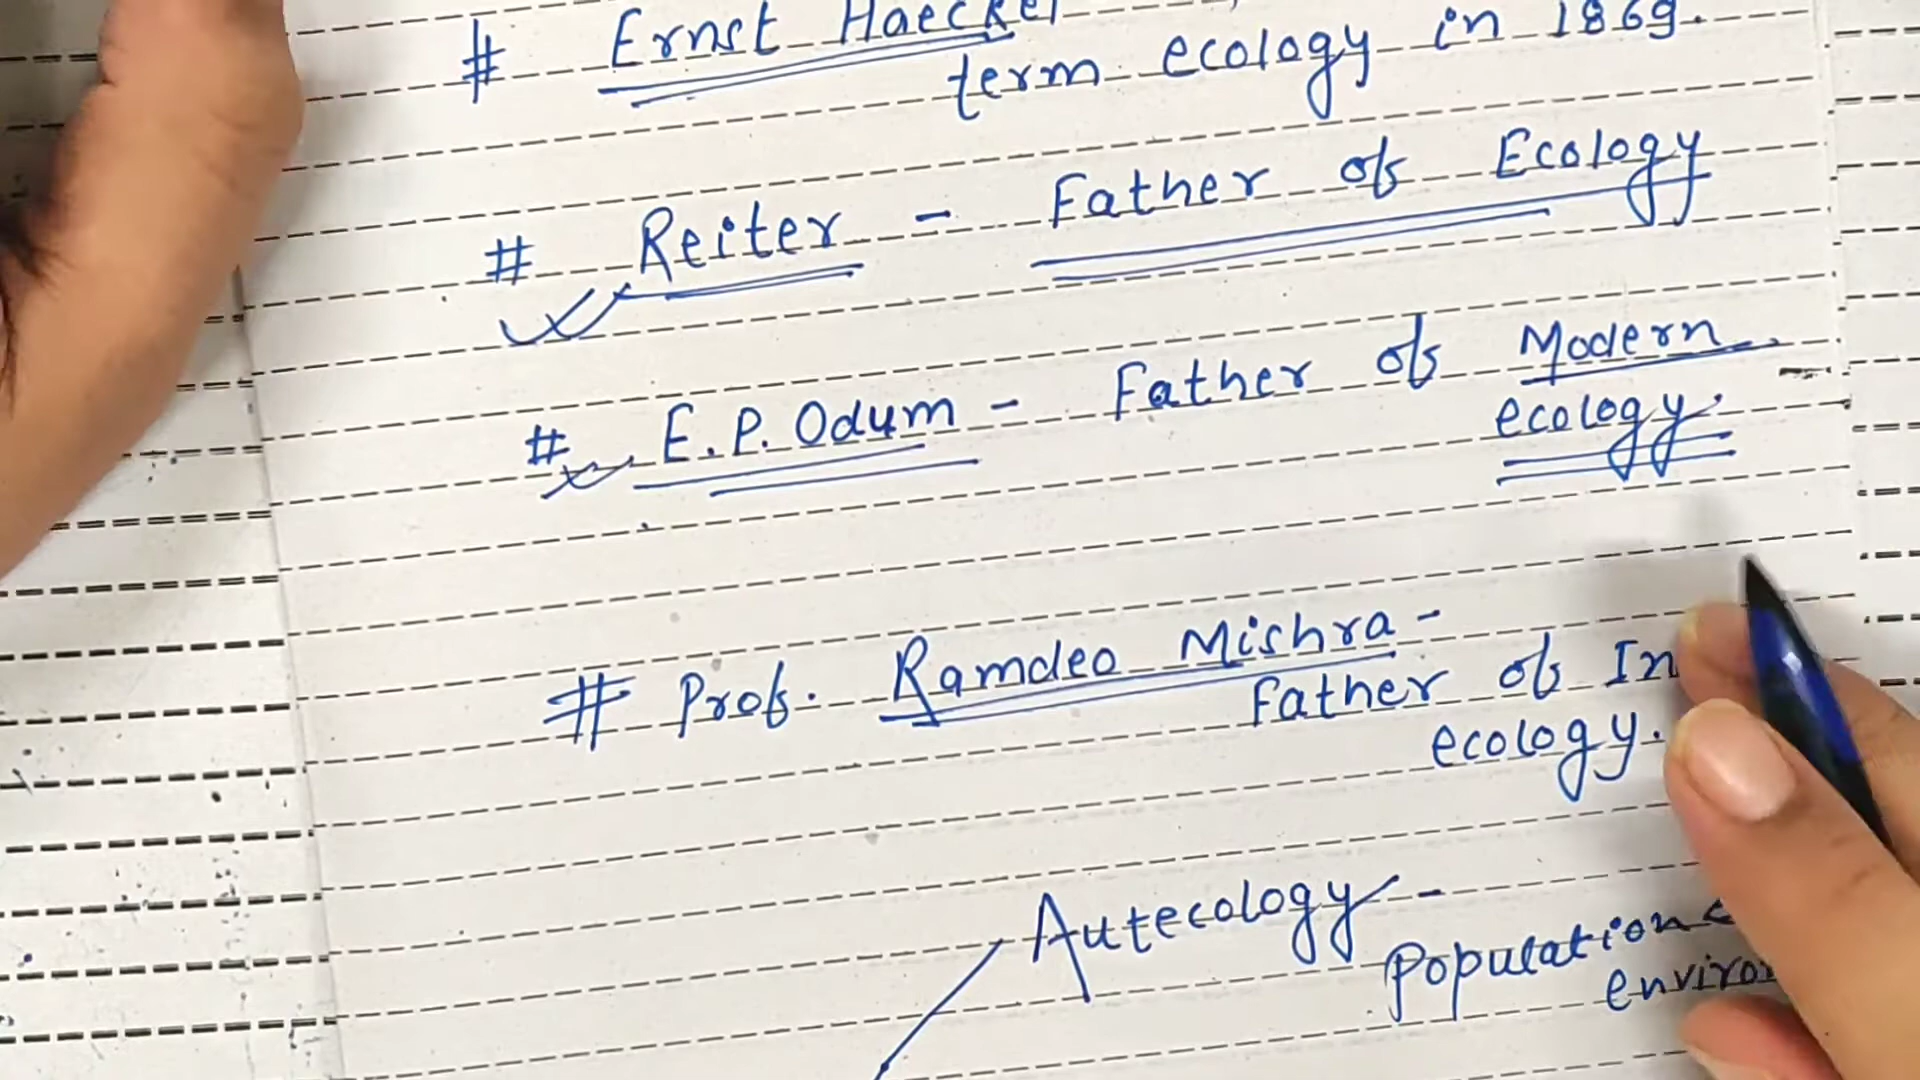 # Ernst Haeckel
term ecology in 1869.
# Reiter - Father of Ecology
# E.P. Odum - Father of Modern
ecology.
# Prof. Ramdeo Mishra -
Father of In
ecology.
Autecology -
Population
enviro